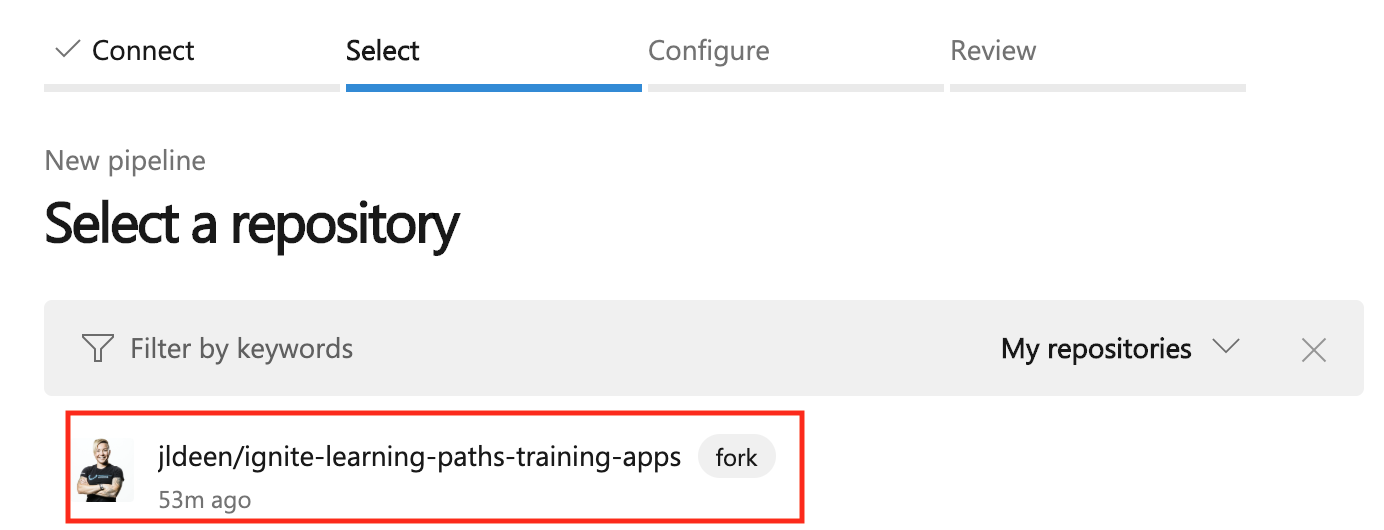 Connect Select Configure Review
New pipeline
Select a repository
Filter by keywords My repositories
jldeen/ignite-learning-paths-training-apps fork
53m ago